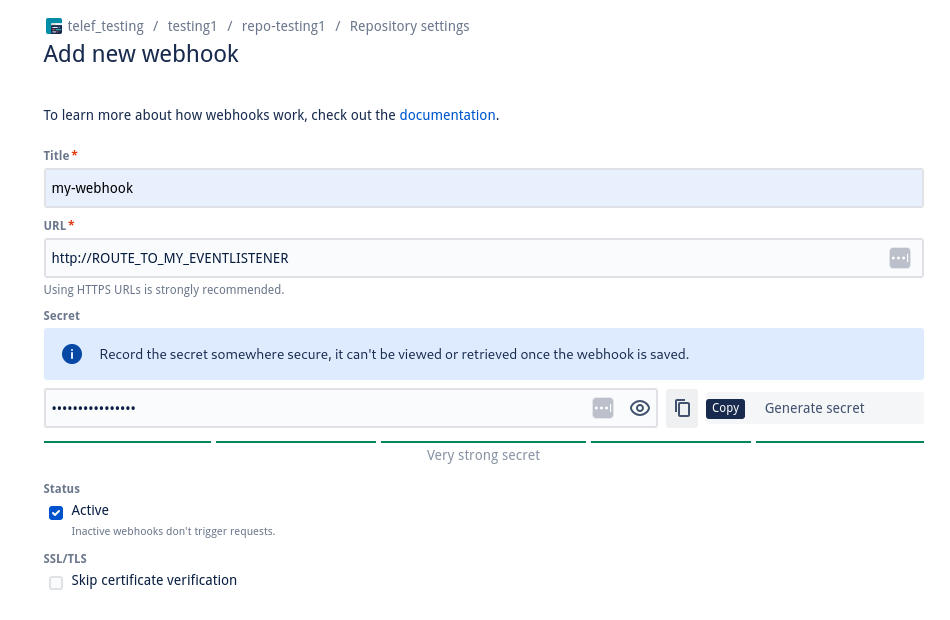 telef_testing / testing1 / repo-testing1 / Repository settings
Add new webhook
To learn more about how webhooks work, check out the documentation.
Title *
my-webhook
URL *
http://ROUTE_TO_MY_EVENTLISTENER
Using HTTPS URLs is strongly recommended.
Secret
Record the secret somewhere secure, it can't be viewed or retrieved once the webhook is saved.
•••••••••••••••• Copy Generate secret
Very strong secret
Status
Active
Inactive webhooks don't trigger requests.
SSL/TLS
Skip certificate verification